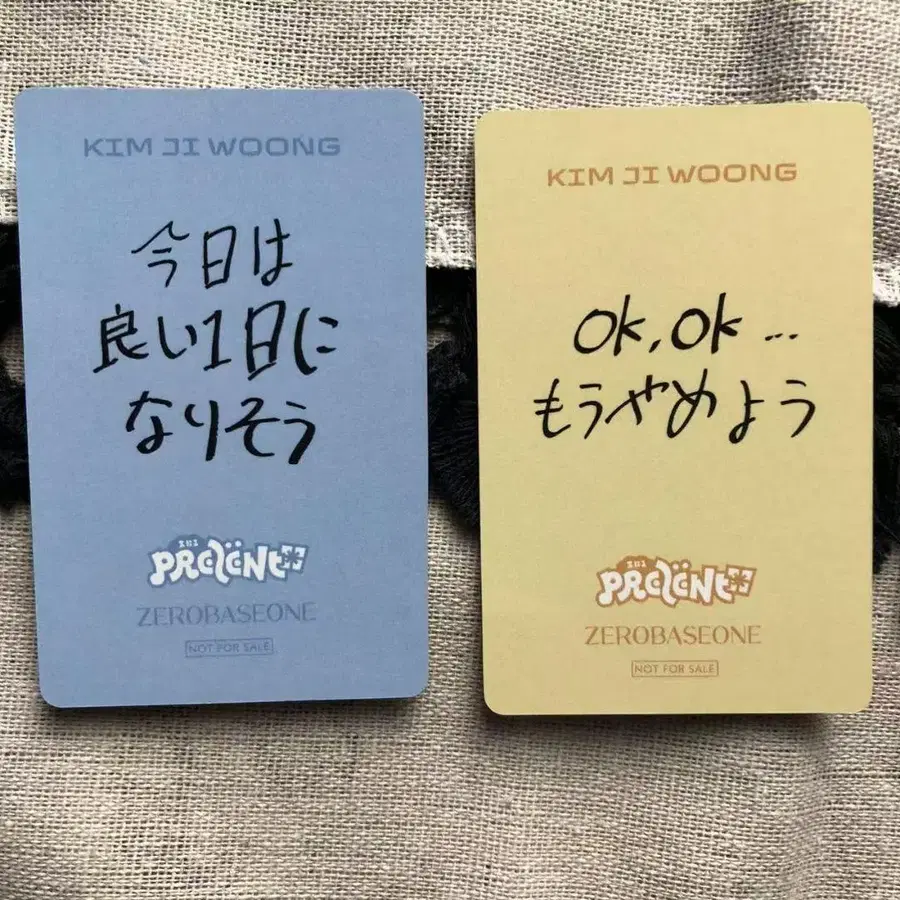 KIM JI WOONG
今日は
良い1日に
なりそう
PRESENT
ZEROBASEONE
NOT FOR SALE
KIM JI WOONG
OK, OK …
もうやめよう
PRESENT
ZEROBASEONE
NOT FOR SALE